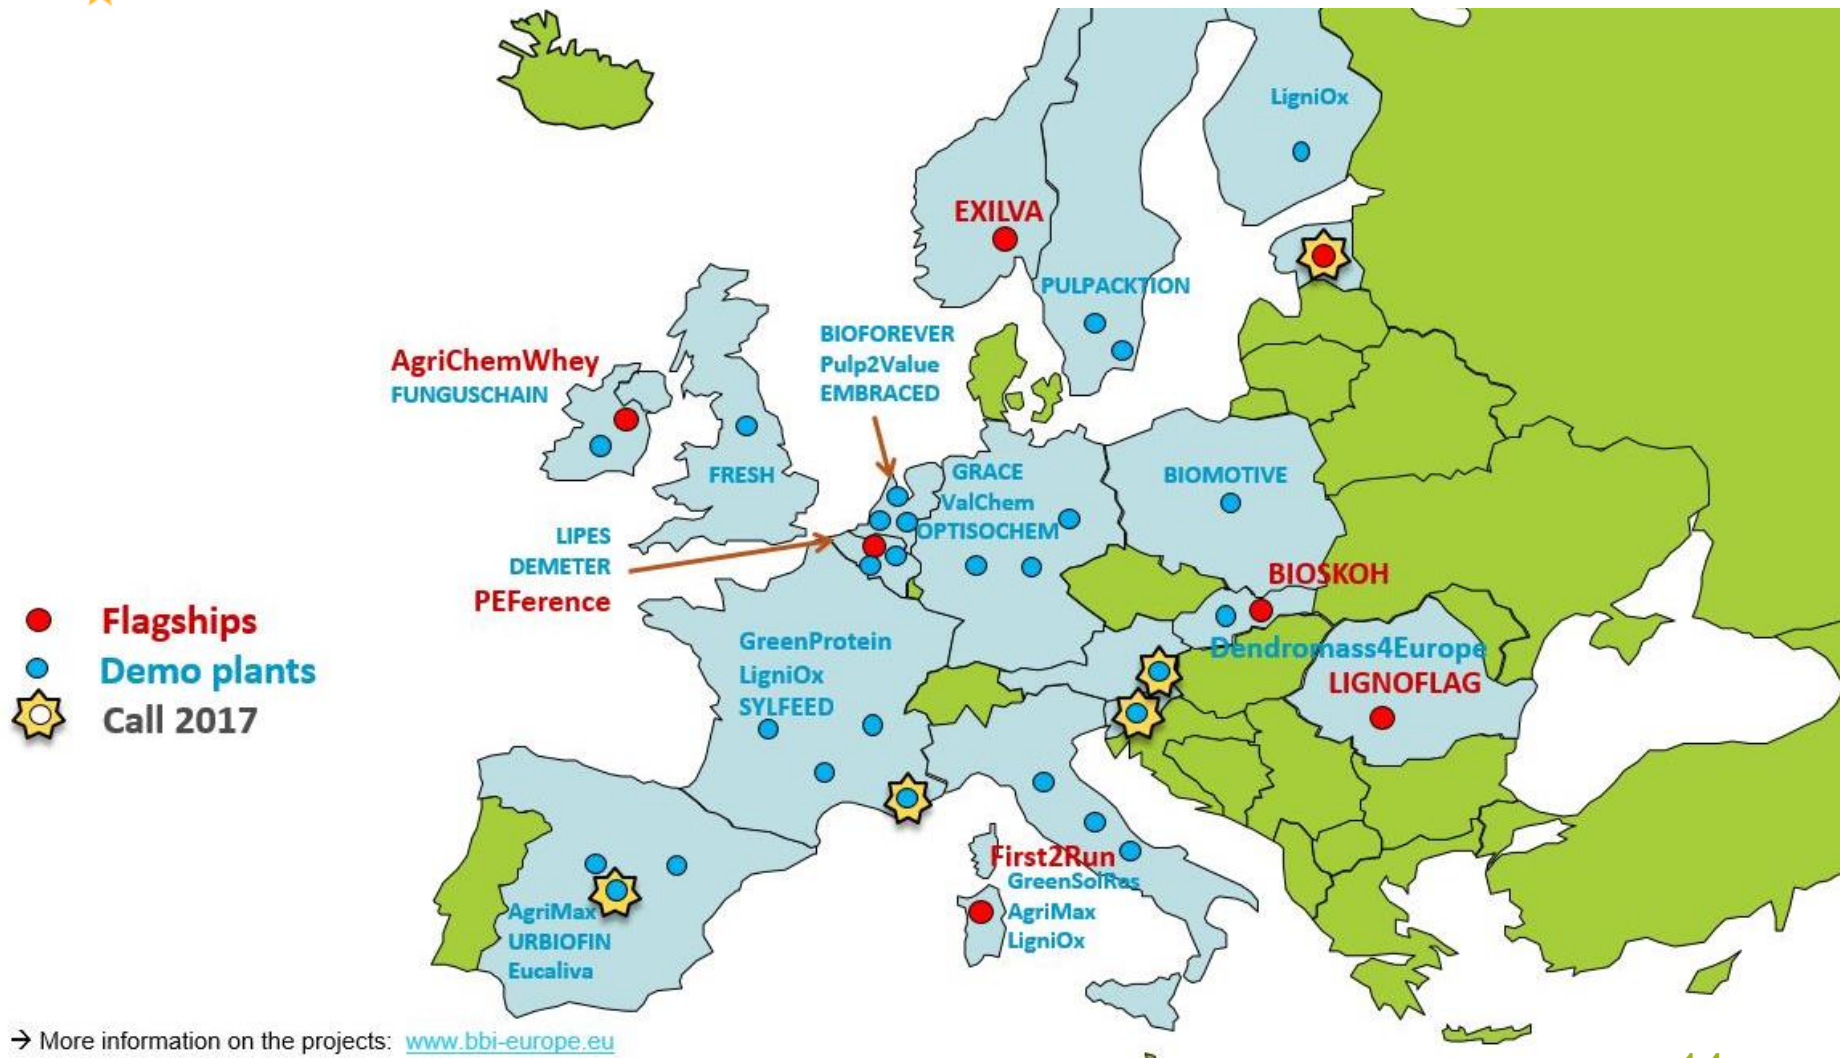 LigniOx
EXILVA
PULPACKTION
BIOFOREVER
Pulp2Value
EMBRACED
AgriChemWhey
FUNGUSCHAIN
FRESH
GRACE
ValChem
OPTISOCHEM
BIOMOTIVE
LIPES
DEMETER
PEFerence
BIOSKOH
Dendromass4Europe
LIGNOFLAG
Flagships
Demo plants
Call 2017
GreenProtein
LigniOx
SYLFEED
First2Run
GreenSolRes
AgriMax
LigniOx
AgriMax
URBIOFIN
Eucaliva
→ More information on the projects: www.bbi-europe.eu